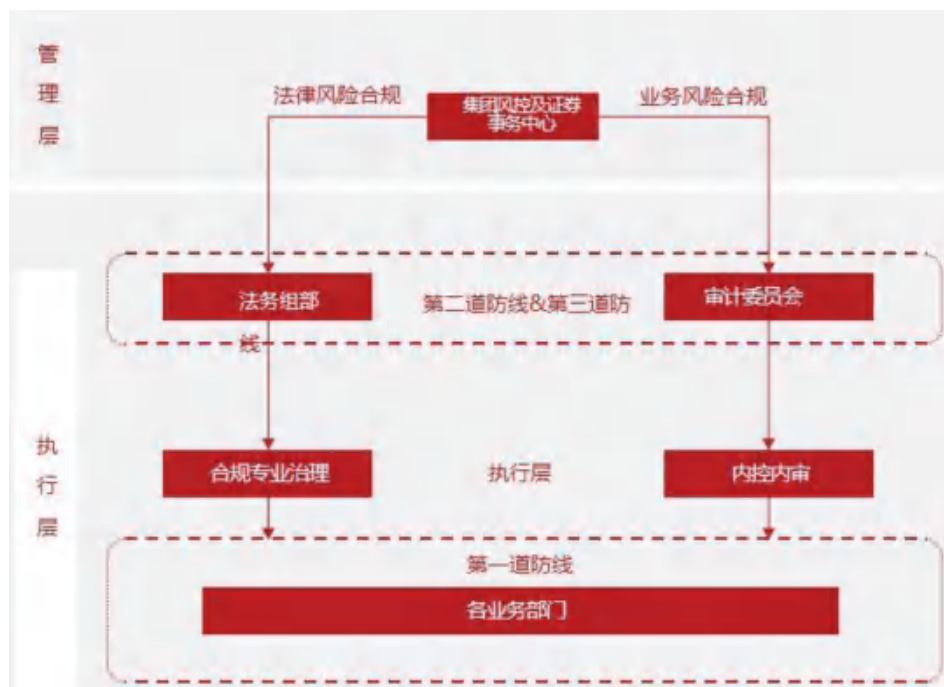 管理层
法律风险合规
集团风控及证券
事务中心
业务风险合规
法务组部
第二道防线&第三道防
线
审计委员会
执行层
合规专业治理
执行层
内控内审
第一道防线
各业务部门